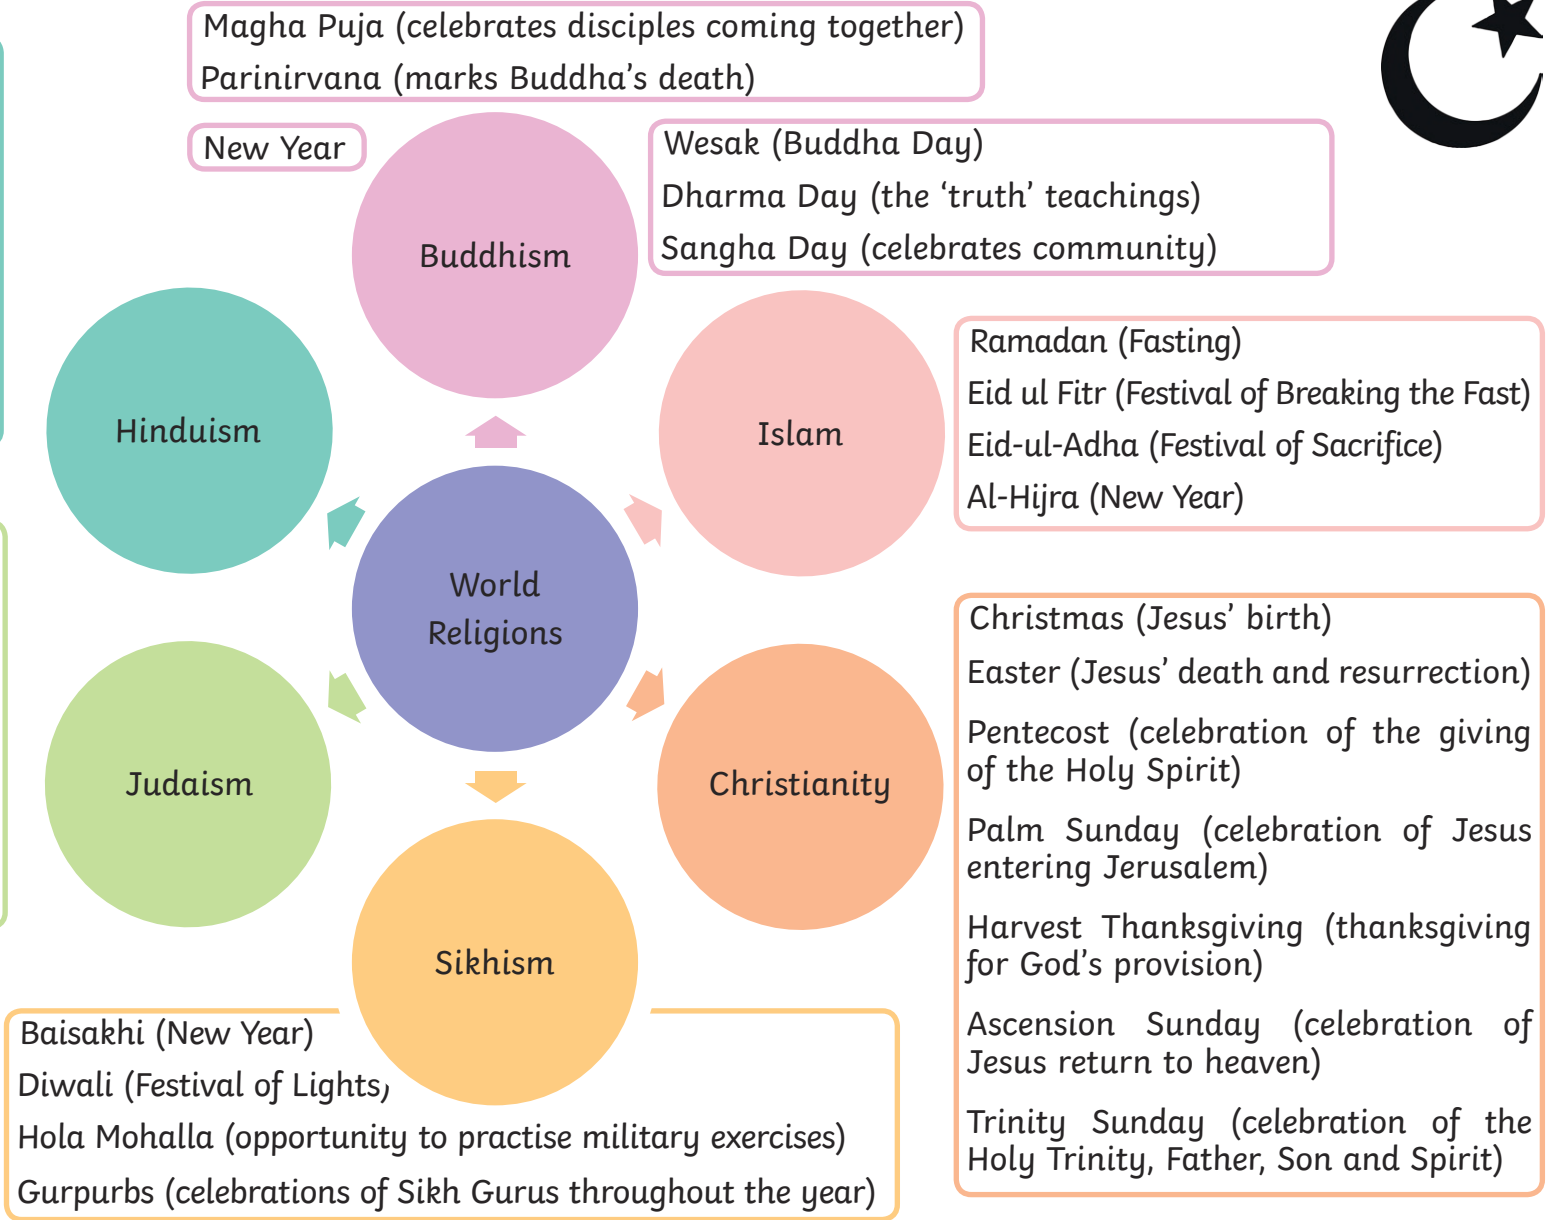 Magha Puja (celebrates disciples coming together)
Parinirvana (marks Buddha's death)
New Year
Wesak (Buddha Day)
Dharma Day (the ‘truth’ teachings)
Sangha Day (celebrates community)
Buddhism
Hinduism
Islam
Ramadan (Fasting)
Eid ul Fitr (Festival of Breaking the Fast)
Eid-ul-Adha (Festival of Sacrifice)
Al-Hijra (New Year)
World
Religions
Judaism
Christianity
Christmas (Jesus’ birth)
Easter (Jesus’ death and resurrection)
Pentecost (celebration of the giving
of the Holy Spirit)
Palm Sunday (celebration of Jesus
entering Jerusalem)
Harvest Thanksgiving (thanksgiving
for God’s provision)
Ascension Sunday (celebration of
Jesus return to heaven)
Trinity Sunday (celebration of the
Holy Trinity, Father, Son and Spirit)
Sikhism
Baisakhi (New Year)
Diwali (Festival of Lights)
Hola Mohalla (opportunity to practise military exercises)
Gurpurbs (celebrations of Sikh Gurus throughout the year)